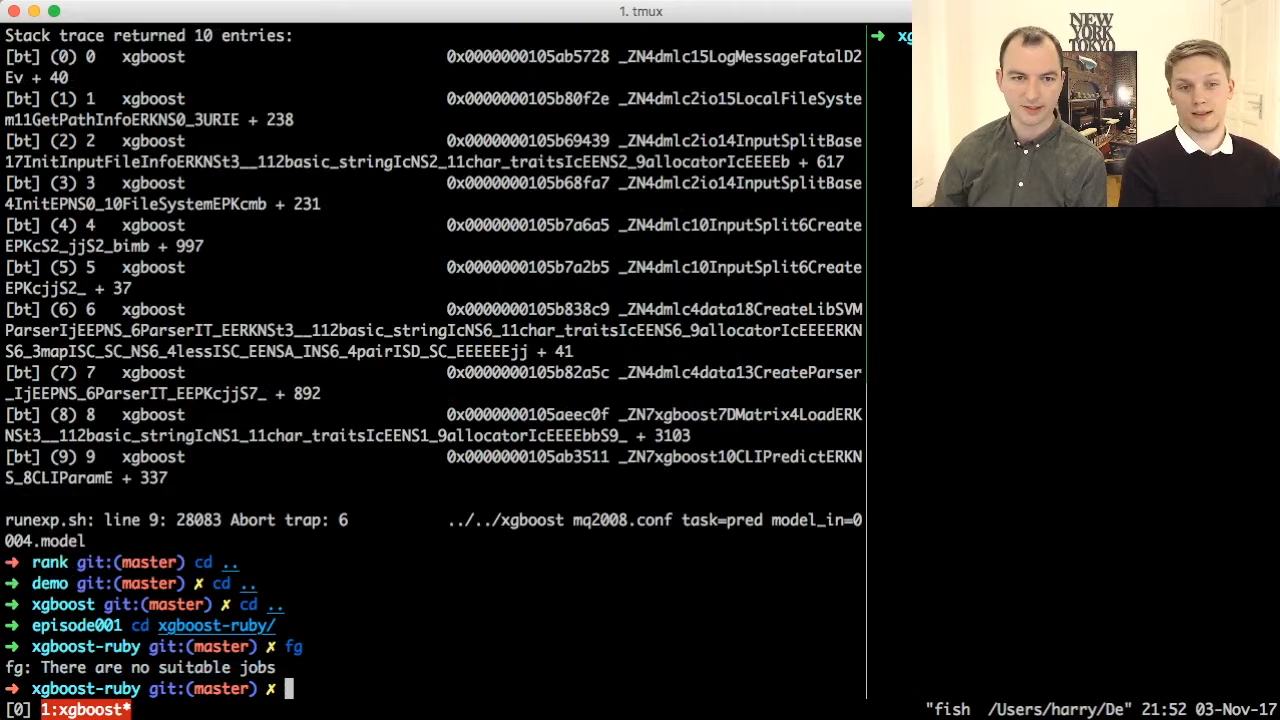 1. tmux
Stack trace returned 10 entries:
[bt] (0) 0   xgboost                             0x0000000105ab5728 _ZN4dmlc15LogMessageFatalD2
Ev + 40
[bt] (1) 1   xgboost                             0x0000000105b80f2e _ZN4dmlc2io15LocalFileSyste
m11GetPathInfoERKNS0_3URIE + 238
[bt] (2) 2   xgboost                             0x0000000105b69439 _ZN4dmlc2io14InputSplitBase
17InitInputFileInfoERKNSt3__112basic_stringIcNS2_11char_traitsIcEENS2_9allocatorIcEEEEb + 617
[bt] (3) 3   xgboost                             0x0000000105b68fa7 _ZN4dmlc2io14InputSplitBase
4InitEPNS0_10FileSystemEPKcmb + 231
[bt] (4) 4   xgboost                             0x0000000105b7a6a5 _ZN4dmlc10InputSplit6Create
EPKcS2_jjS2_bimb + 997
[bt] (5) 5   xgboost                             0x0000000105b7a2b5 _ZN4dmlc10InputSplit6Create
EPKcjjS2_ + 37
[bt] (6) 6   xgboost                             0x0000000105b838c9 _ZN4dmlc4data18CreateLibSVM
ParserIjEEPNS_6ParserIT_EERKNSt3__112basic_stringIcNS6_11char_traitsIcEENS6_9allocatorIcEEEERKN
S6_3mapISC_SC_NS6_4lessISC_EENSA_INS6_4pairISD_SC_EEEEEEjj + 41
[bt] (7) 7   xgboost                             0x0000000105b82a5c _ZN4dmlc4data13CreateParser
_IjEEPNS_6ParserIT_EEPKcjjS7_ + 892
[bt] (8) 8   xgboost                             0x0000000105aeec0f _ZN7xgboost7DMatrix4LoadERK
NSt3__112basic_stringIcNS1_11char_traitsIcEENS1_9allocatorIcEEEEbbS9_ + 3103
[bt] (9) 9   xgboost                             0x0000000105ab3511 _ZN7xgboost10CLIPredictERKN
S_8CLIParamE + 337
runexp.sh: line 9: 28083 Abort trap: 6           ../../xgboost mq2008.conf task=pred model_in=0
004.model
➜ rank git:(master) cd ..
➜ demo git:(master) ✗ cd ..
➜ xgboost git:(master) ✗ cd ..
➜ episode001 cd xgboost-ruby/
➜ xgboost-ruby git:(master) ✗ fg
fg: There are no suitable jobs
➜ xgboost-ruby git:(master) ✗
[0] 1:xgboost* "fish /Users/harry/De" 21:52 03-Nov-17
➜ xg
NEW
YORK
TOKYO